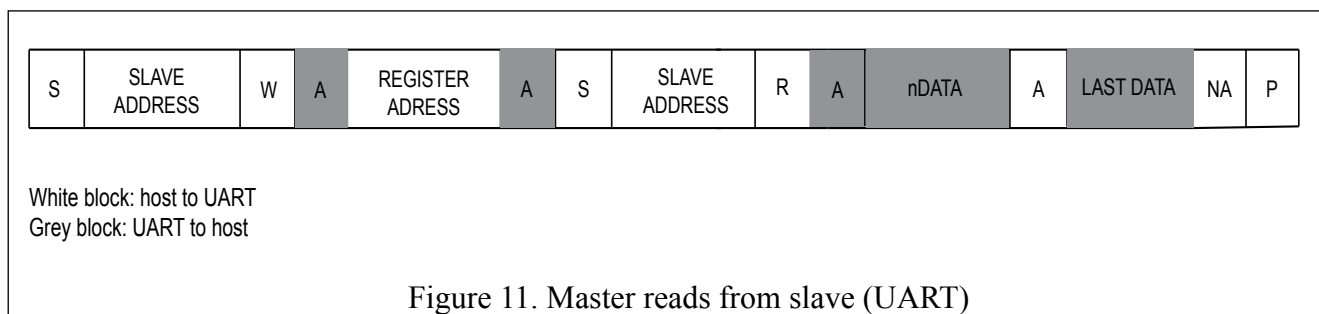 S SLAVE ADDRESS W A REGISTER ADRESS A S SLAVE ADDRESS R A nDATA A LAST DATA NA P
White block: host to UART
Grey block: UART to host
Figure 11. Master reads from slave (UART)